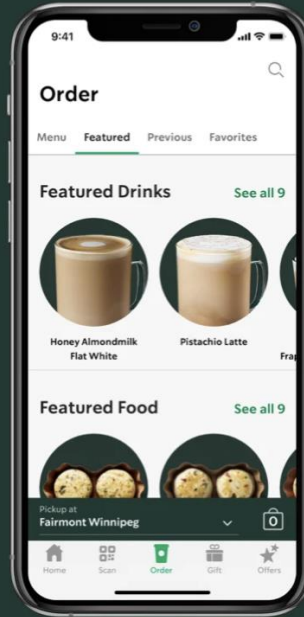 9:41
Order
Menu Featured Previous Favorites
Featured Drinks See all 9
Honey Almondmilk
Flat White
Pistachio Latte
Featured Food See all 9
Pickup at
Fairmont Winnipeg
0
Home Scan Order Gift Offers